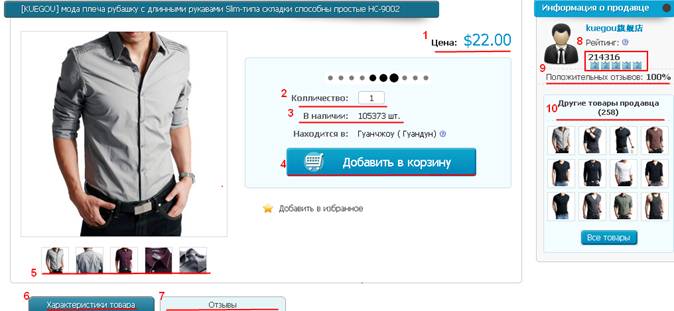 [KUEGOU] мода плеча рубашку с длинными рукавами Slim-типа складки способны простые HC-9002
1 Цена: $22.00
2 Колличество: 1
3 В наличии: 105373 шт.
Находится в: Гуанчжоу ( Гуандун)
4 Добавить в корзину
Добавить в избранное
5
6 Характеристики товара
7 Отзывы
Информация о продавце
kuegou旗舰店
8 Рейтинг:
214316
9
Положительных отзывов: 100%
10 Другие товары продавца
(258)
Все товары